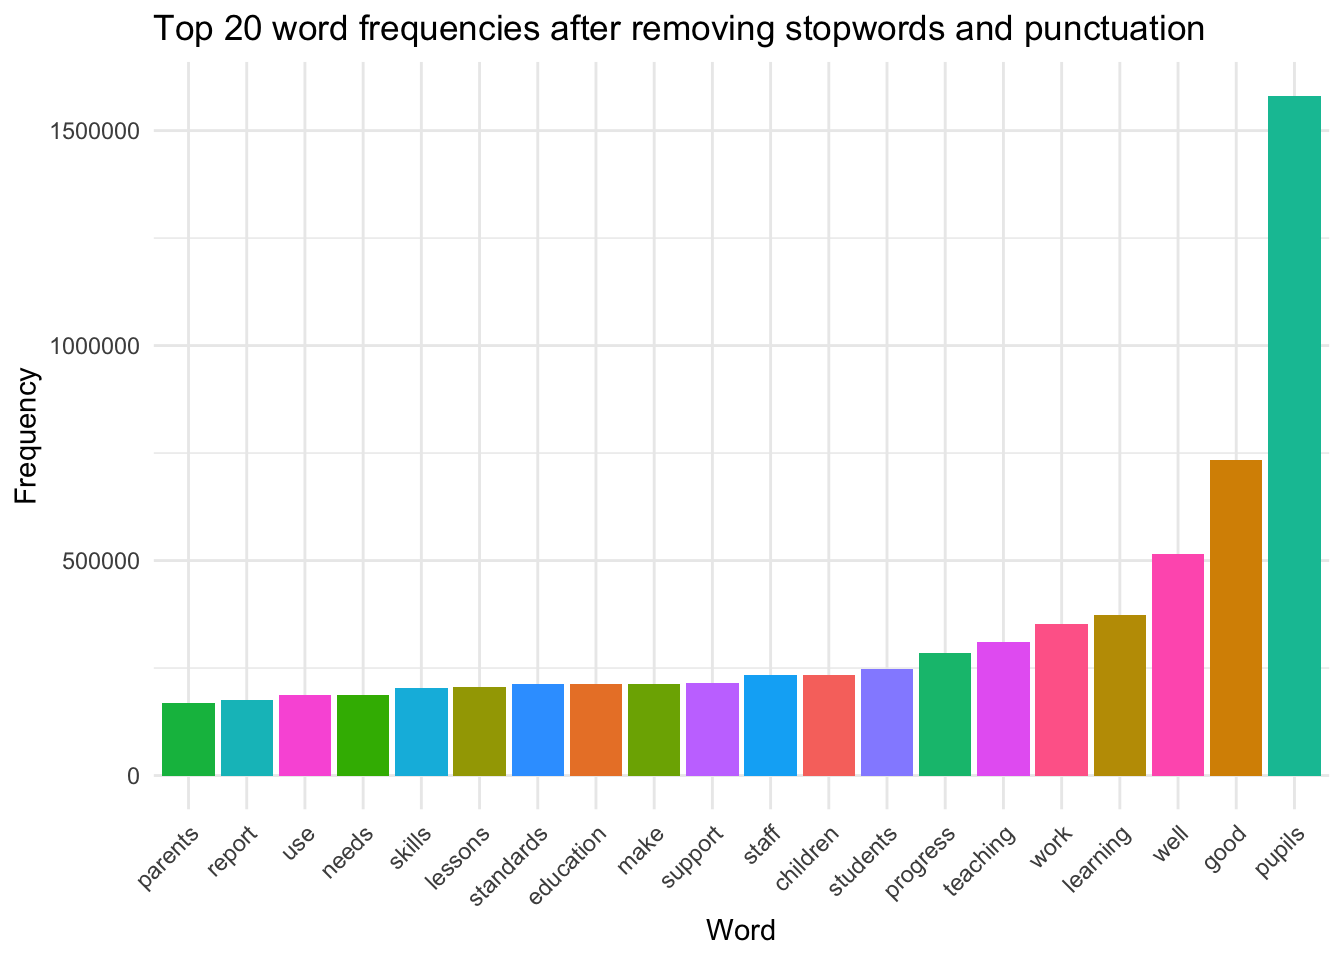 Top 20 word frequencies after removing stopwords and punctuation
Frequency
1500000
1000000
500000
0
parents
report
use
needs
skills
lessons
standards
education
make
support
staff
children
students
progress
teaching
work
learning
well
good
pupils
Word